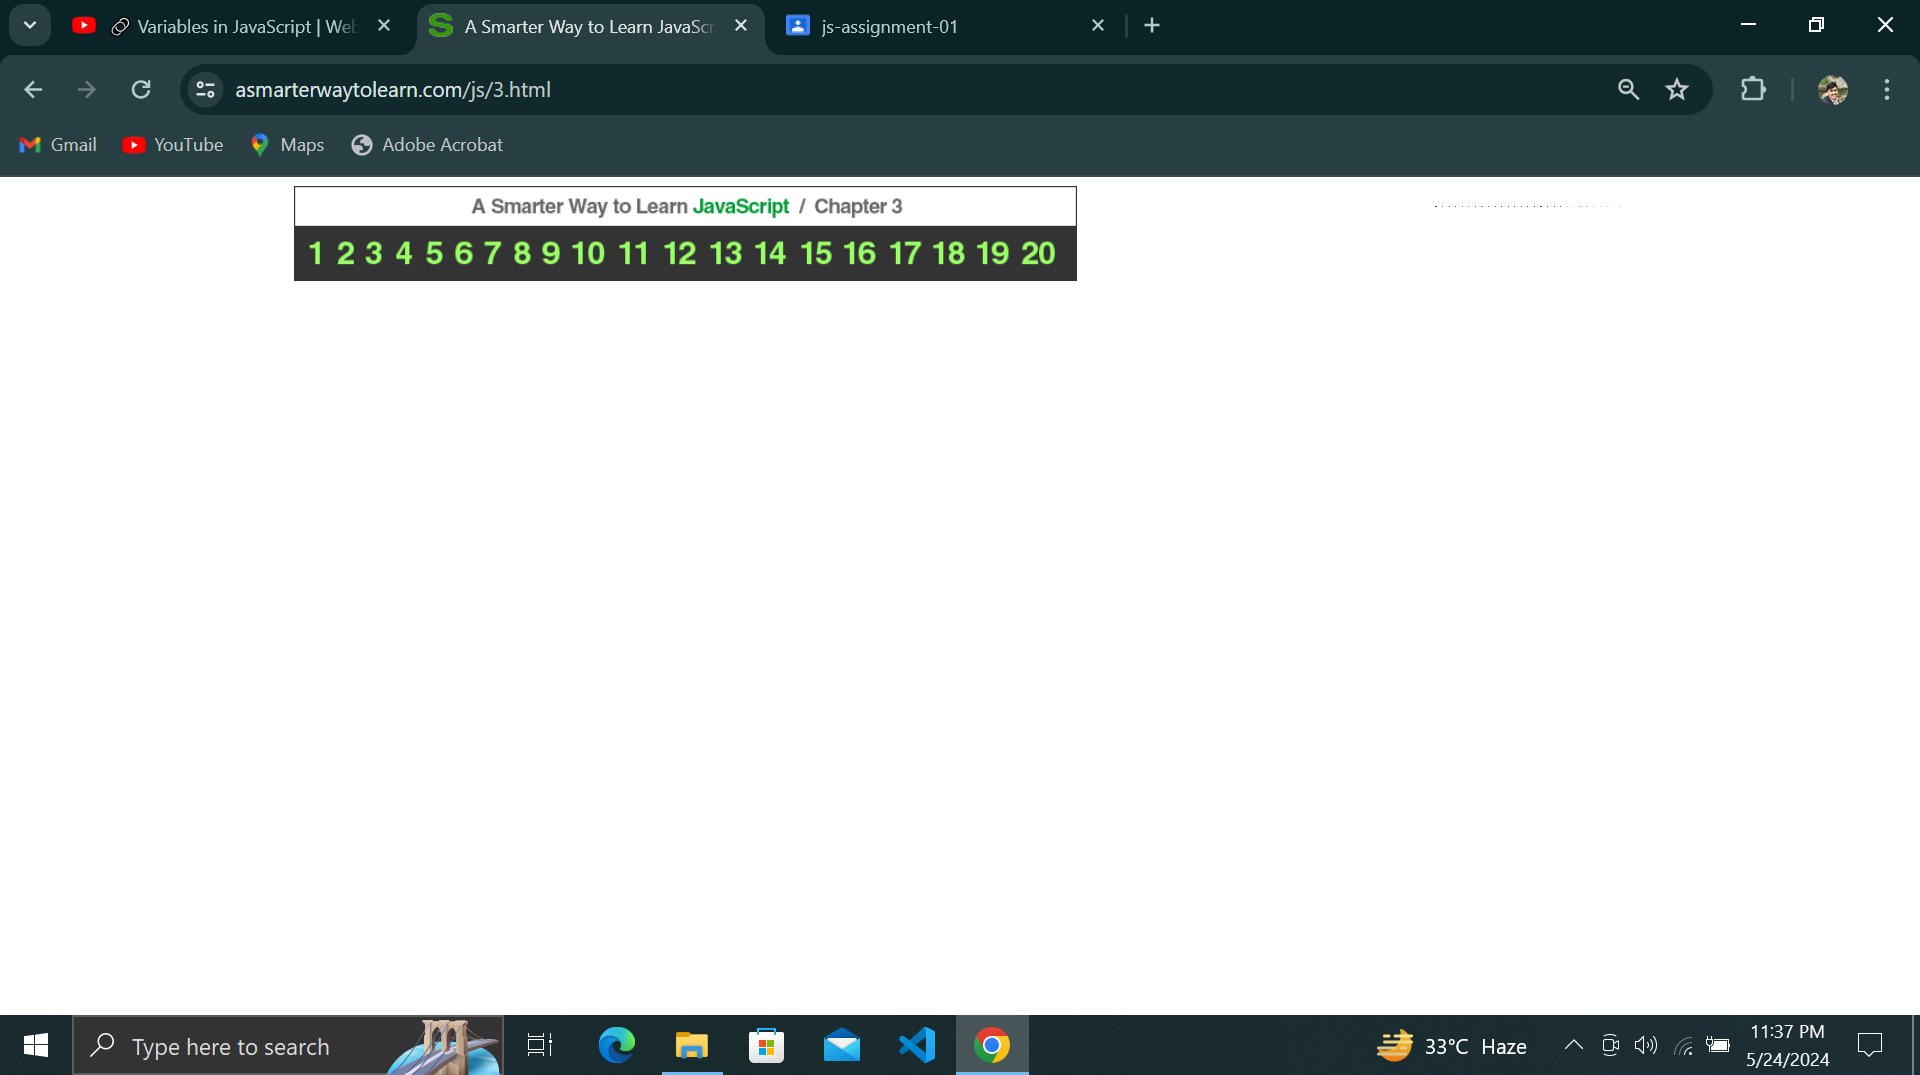 Variables in JavaScript | Web
A Smarter Way to Learn JavaScr
js-assignment-01
asmarterwaytolearn.com/js/3.html
Gmail YouTube Maps Adobe Acrobat
A Smarter Way to Learn JavaScript / Chapter 3
1 2 3 4 5 6 7 8 9 10 11 12 13 14 15 16 17 18 19 20
Type here to search
33°C Haze
11:37 PM
5/24/2024